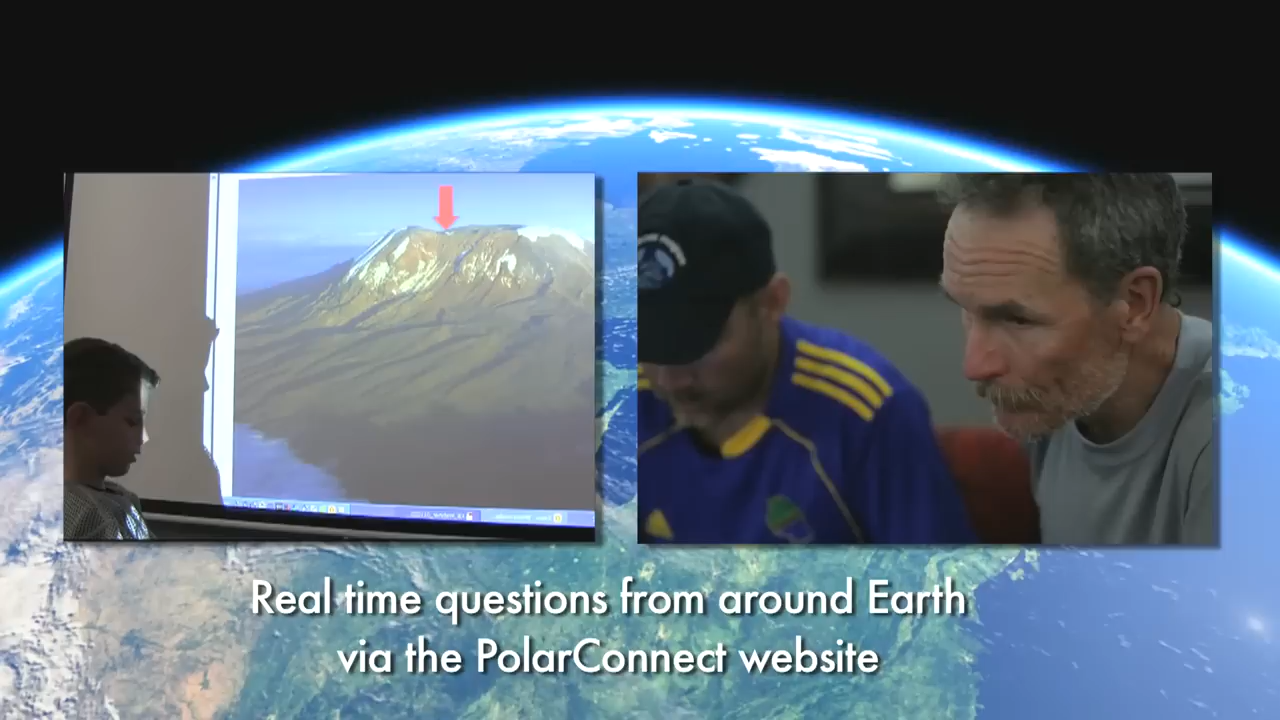 Real time questions from around Earth
via the PolarConnect website